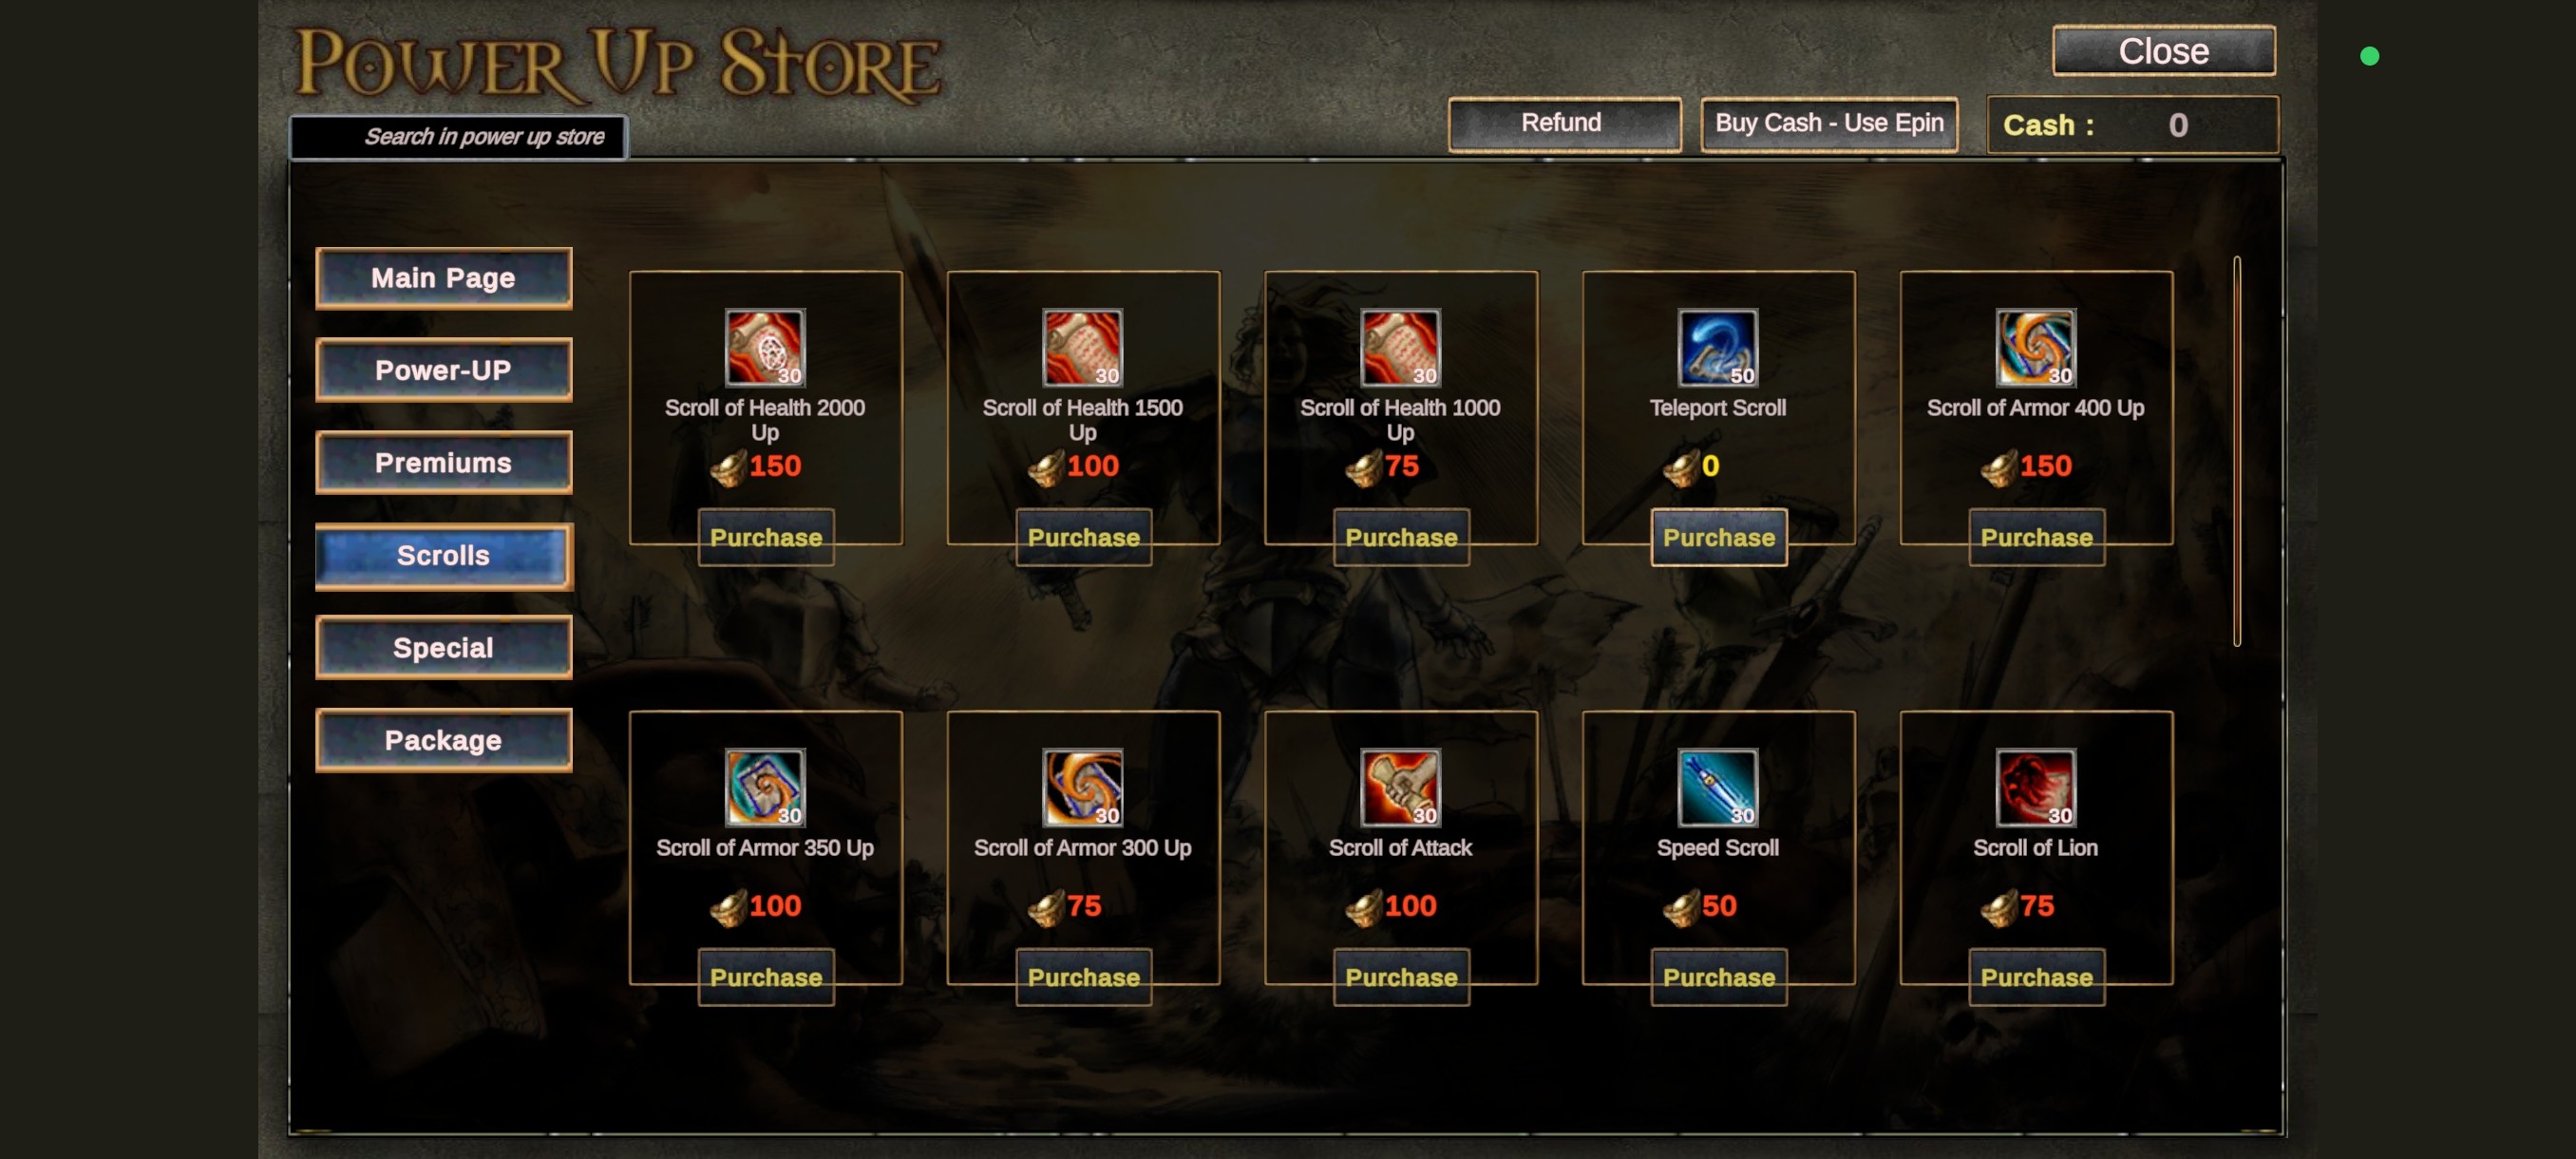 Power Up Store
Close
Search in power up store
Refund
Buy Cash - Use Epin
Cash : 0
Main Page
Power-UP
Premiums
Scrolls
Special
Package
30
Scroll of Health 2000
Up
150
Purchase
30
Scroll of Health 1500
Up
100
Purchase
30
Scroll of Health 1000
Up
75
Purchase
50
Teleport Scroll
0
Purchase
30
Scroll of Armor 400 Up
150
Purchase
30
Scroll of Armor 350 Up
100
Purchase
30
Scroll of Armor 300 Up
75
Purchase
30
Scroll of Attack
100
Purchase
30
Speed Scroll
50
Purchase
30
Scroll of Lion
75
Purchase